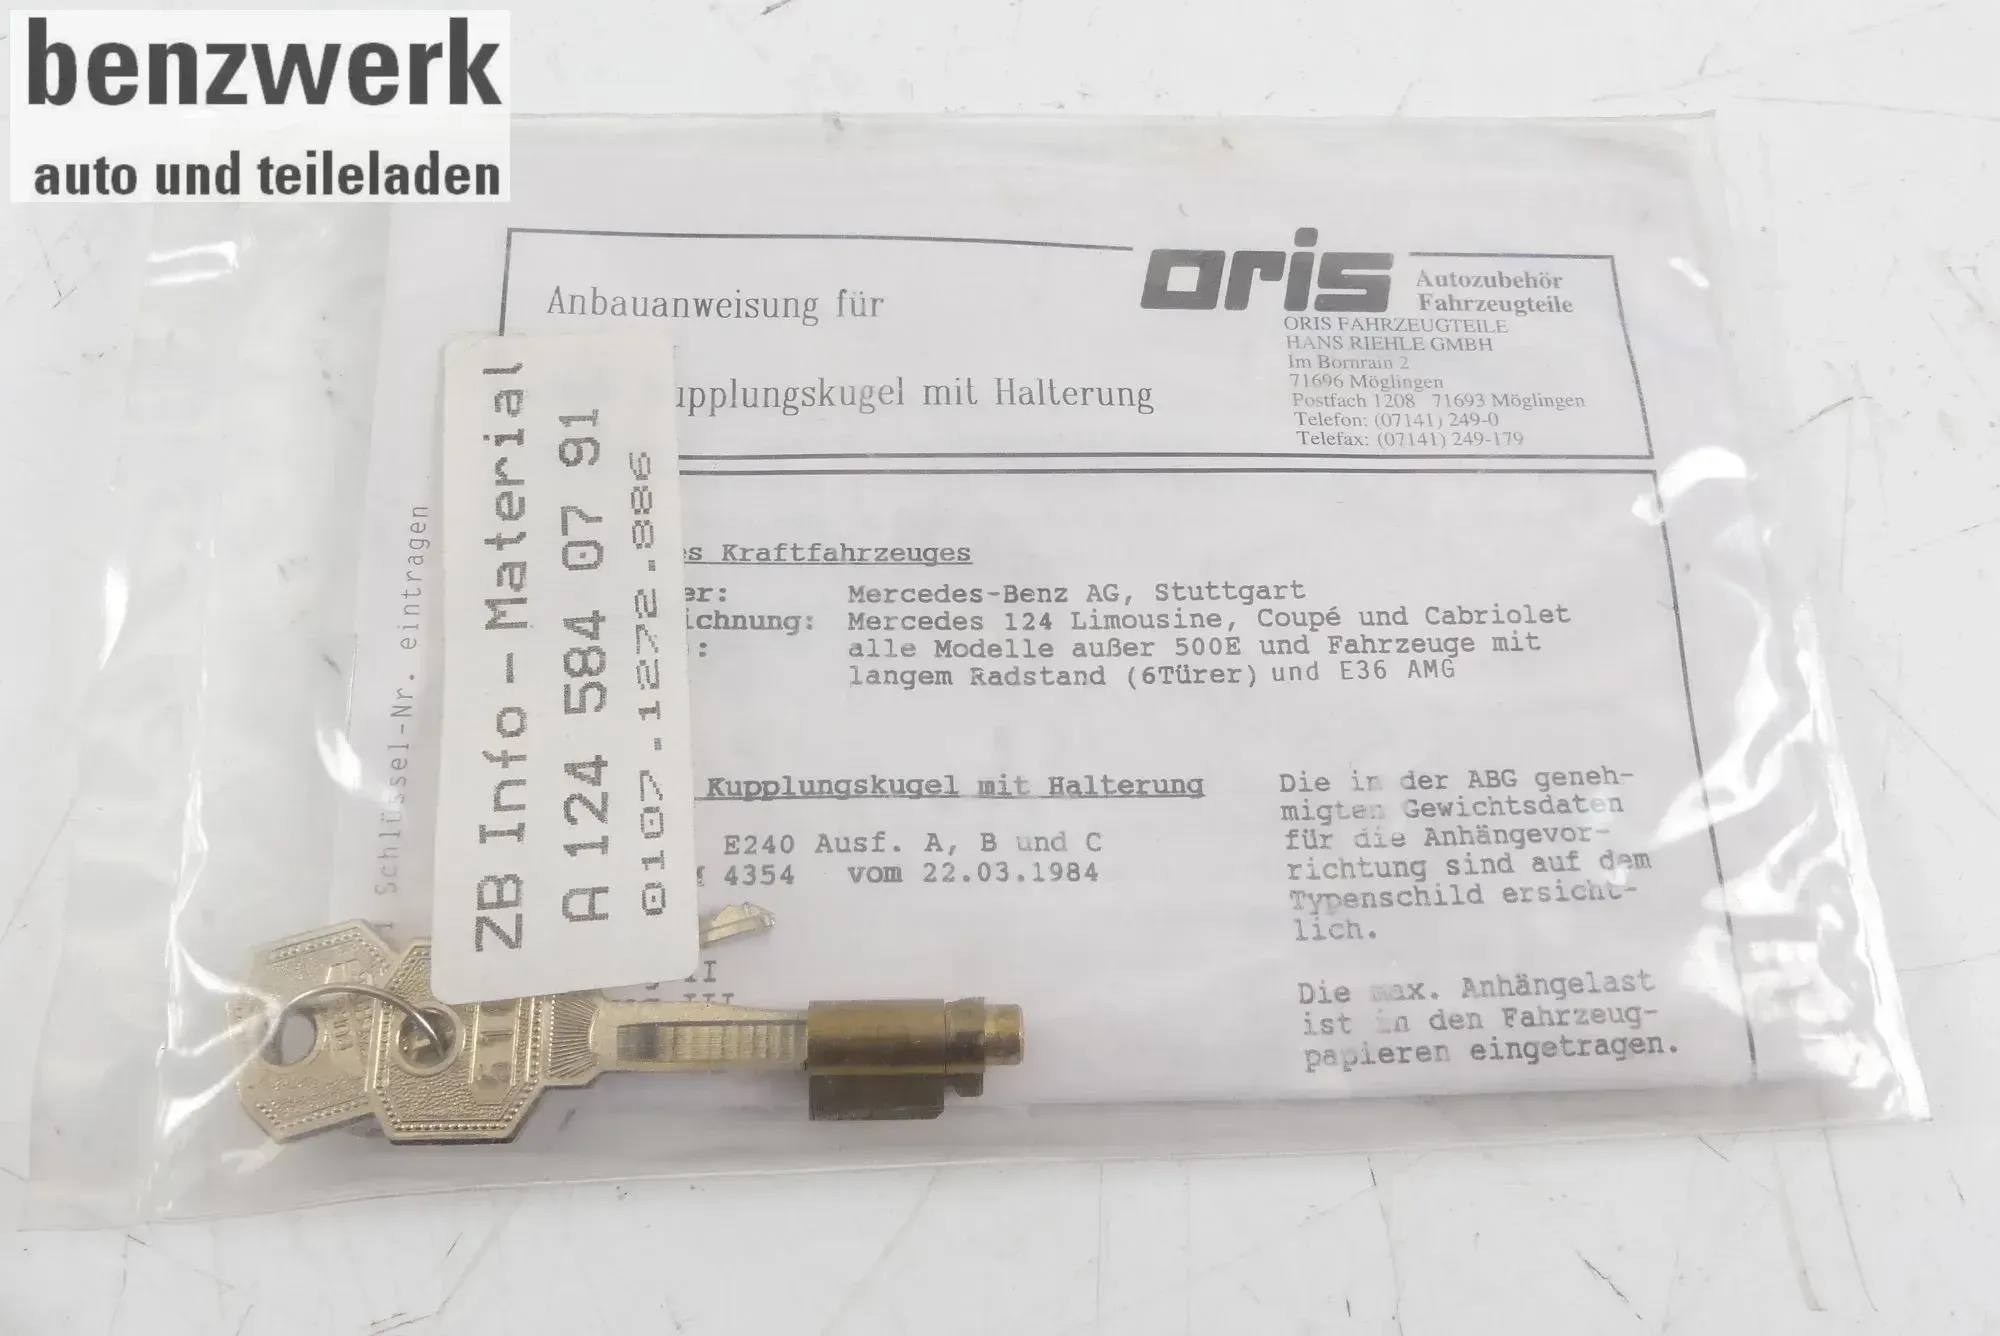 benzwerk
auto und teileladen
Anbauanweisung für
upplungskugel mit Halterung
oris
Autozubehör
Fahrzeugteile
ORIS FAHRZEUGTEILE
HANS RIEHLE GMBH
Im Bornrain 2
71696 Möglingen
Postfach 1208 71693 Möglingen
Telefon: (07141) 249-0
Telefax: (07141) 249-179
ZB Info - Material
A 124 584 07 91
0107.1272.886
Schlüssel-Nr. eintragen
es Kraftfahrzeuges
er: Mercedes-Benz AG, Stuttgart
ichnung: Mercedes 124 Limousine, Coupé und Cabriolet
: alle Modelle außer 500E und Fahrzeuge mit
langem Radstand (6Türer) und E36 AMG
Kupplungskugel mit Halterung
E240 Ausf. A, B und C
4354 vom 22.03.1984
Die in der ABG geneh-
migten Gewichtsdaten
für die Anhängevor-
richtung sind auf dem
Typenschild ersicht-
lich.
Die max. Anhängelast
ist in den Fahrzeug-
papieren eingetragen.